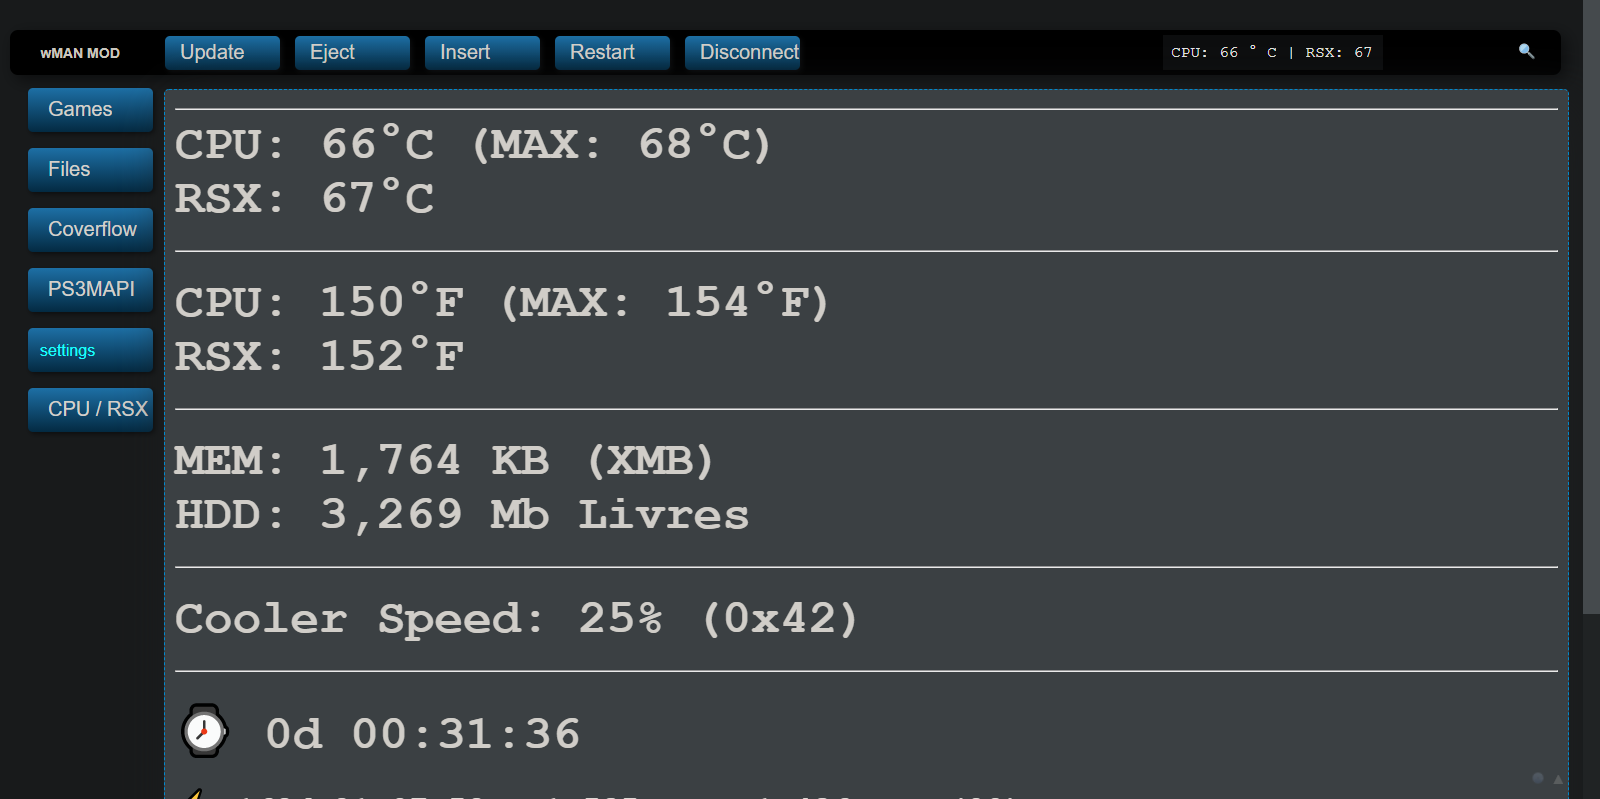 wMAN MOD
Update
Eject
Insert
Restart
Disconnect
CPU: 66 ° C | RSX: 67
Games
Files
Coverflow
PS3MAPI
settings
CPU / RSX
CPU: 66°C (MAX: 68°C)
RSX: 67°C
CPU: 150°F (MAX: 154°F)
RSX: 152°F
MEM: 1,764 KB (XMB)
HDD: 3,269 Mb Livres
Cooler Speed: 25% (0x42)
0d 00:31:36